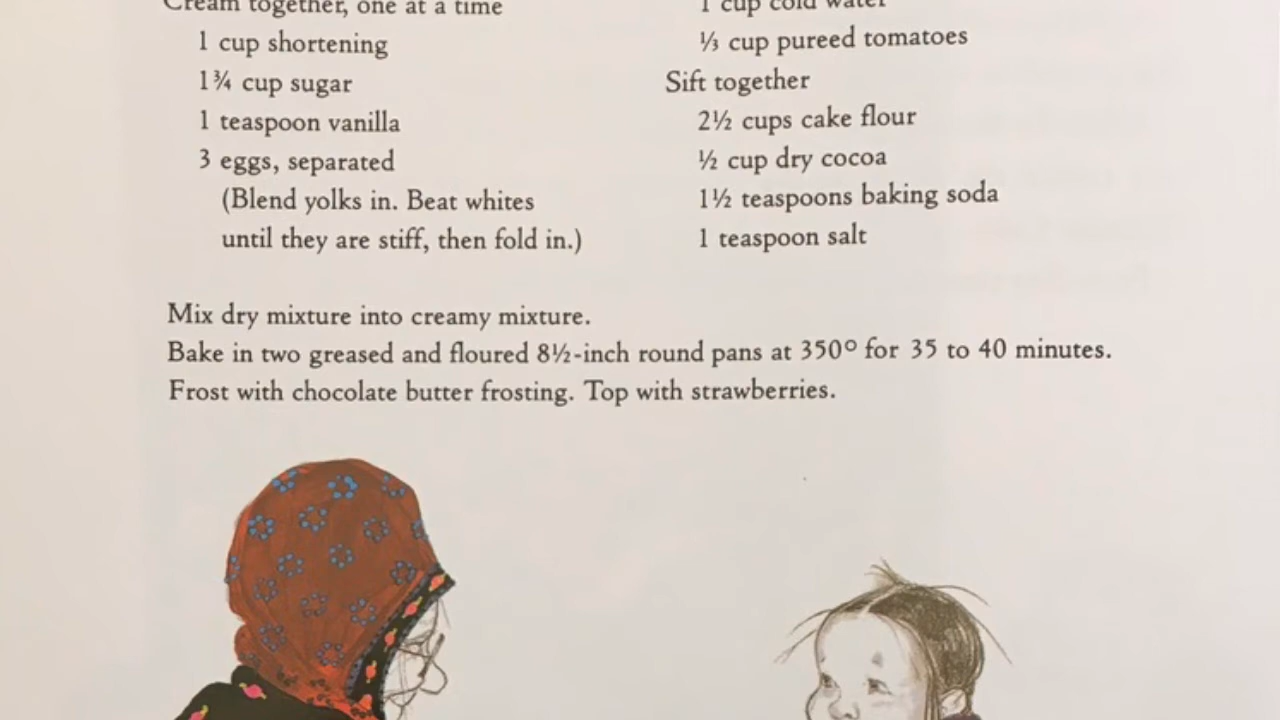 Cream together, one at a time
1 cup shortening
1¾ cup sugar
1 teaspoon vanilla
3 eggs, separated
(Blend yolks in. Beat whites
until they are stiff, then fold in.)
1 cup cold water
⅓ cup pureed tomatoes
Sift together
2½ cups cake flour
½ cup dry cocoa
1½ teaspoons baking soda
1 teaspoon salt
Mix dry mixture into creamy mixture.
Bake in two greased and floured 8½-inch round pans at 350° for 35 to 40 minutes.
Frost with chocolate butter frosting. Top with strawberries.